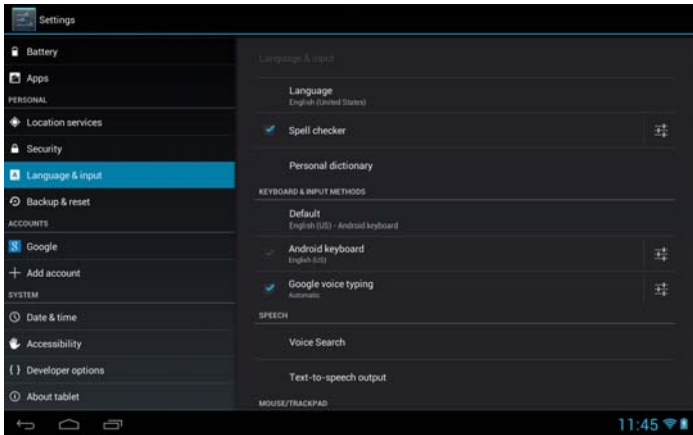 Settings
Battery
Apps
PERSONAL
Location services
Security
Language & input
Backup & reset
ACCOUNTS
Google
Add account
SYSTEM
Date & time
Accessibility
Developer options
About tablet
Language & input
Language
English (United States)
Spell checker
Personal dictionary
KEYBOARD & INPUT METHODS
Default
English (US) - Android keyboard
Android keyboard
English (US)
Google voice typing
Automatic
SPEECH
Voice Search
Text-to-speech output
MOUSE/TRACKPAD
11:45